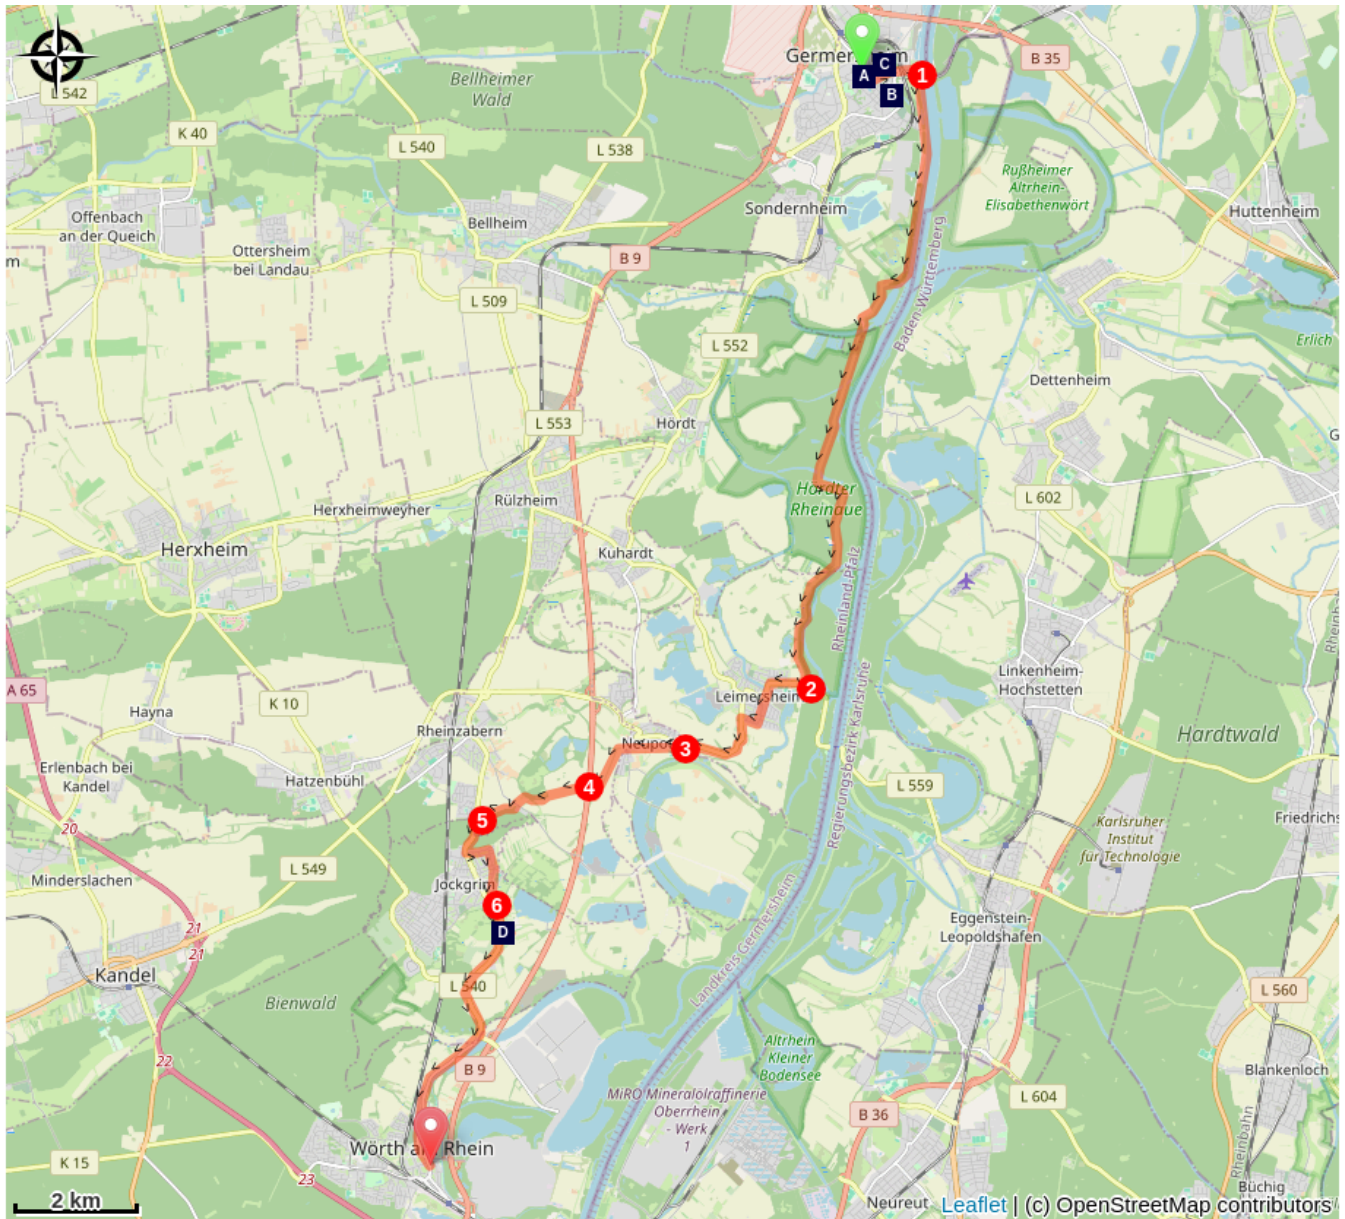 Germersheim
B 35
A
C
B
1
L 542
Bellheimer
Wald
K 40
L 540
L 538
Rußheimer
Altrhein-
Elisabethenwört
Offenbach
an der Queich
Bellheim
Sondernheim
Huttenheim
Ottersheim
bei Landau
B 9
Baden-Württemberg
L 509
L 552
Erlich
Dettenheim
L 553
Hördt
Hördter
Rheinaue
L 602
Herxheimweyher
Rülzheim
Herxheim
Kuhardt
Rheinland-Pfalz
A 65
K 10
Hayna
Rheinzabern
Leimersheim
2
Linkenheim-
Hochstetten
Regierungsbezirk Karlsruhe
Hardtwald
3
Erlenbach bei
Kandel
Hatzenbühl
4
L 559
5
20
Karlsruher
Institut
für Technologie
Friedrichs
L 549
Minderslachen
Jockgrim
6
D
21
21
Eggenstein-
Leopoldshafen
Kandel
L 540
Landkreis Germersheim
L 560
Bienwald
22
B 9
Altrhein
Kleiner
Bodensee
Blankenloch
MiRO Mineralölraffinerie
Oberrhein
- Werk
1
B 36
L 604
Wörth am Rhein
K 15
23
Rheinbahn
Büchig
Neureut
2 km
Leaflet | (c) OpenStreetMap contributors